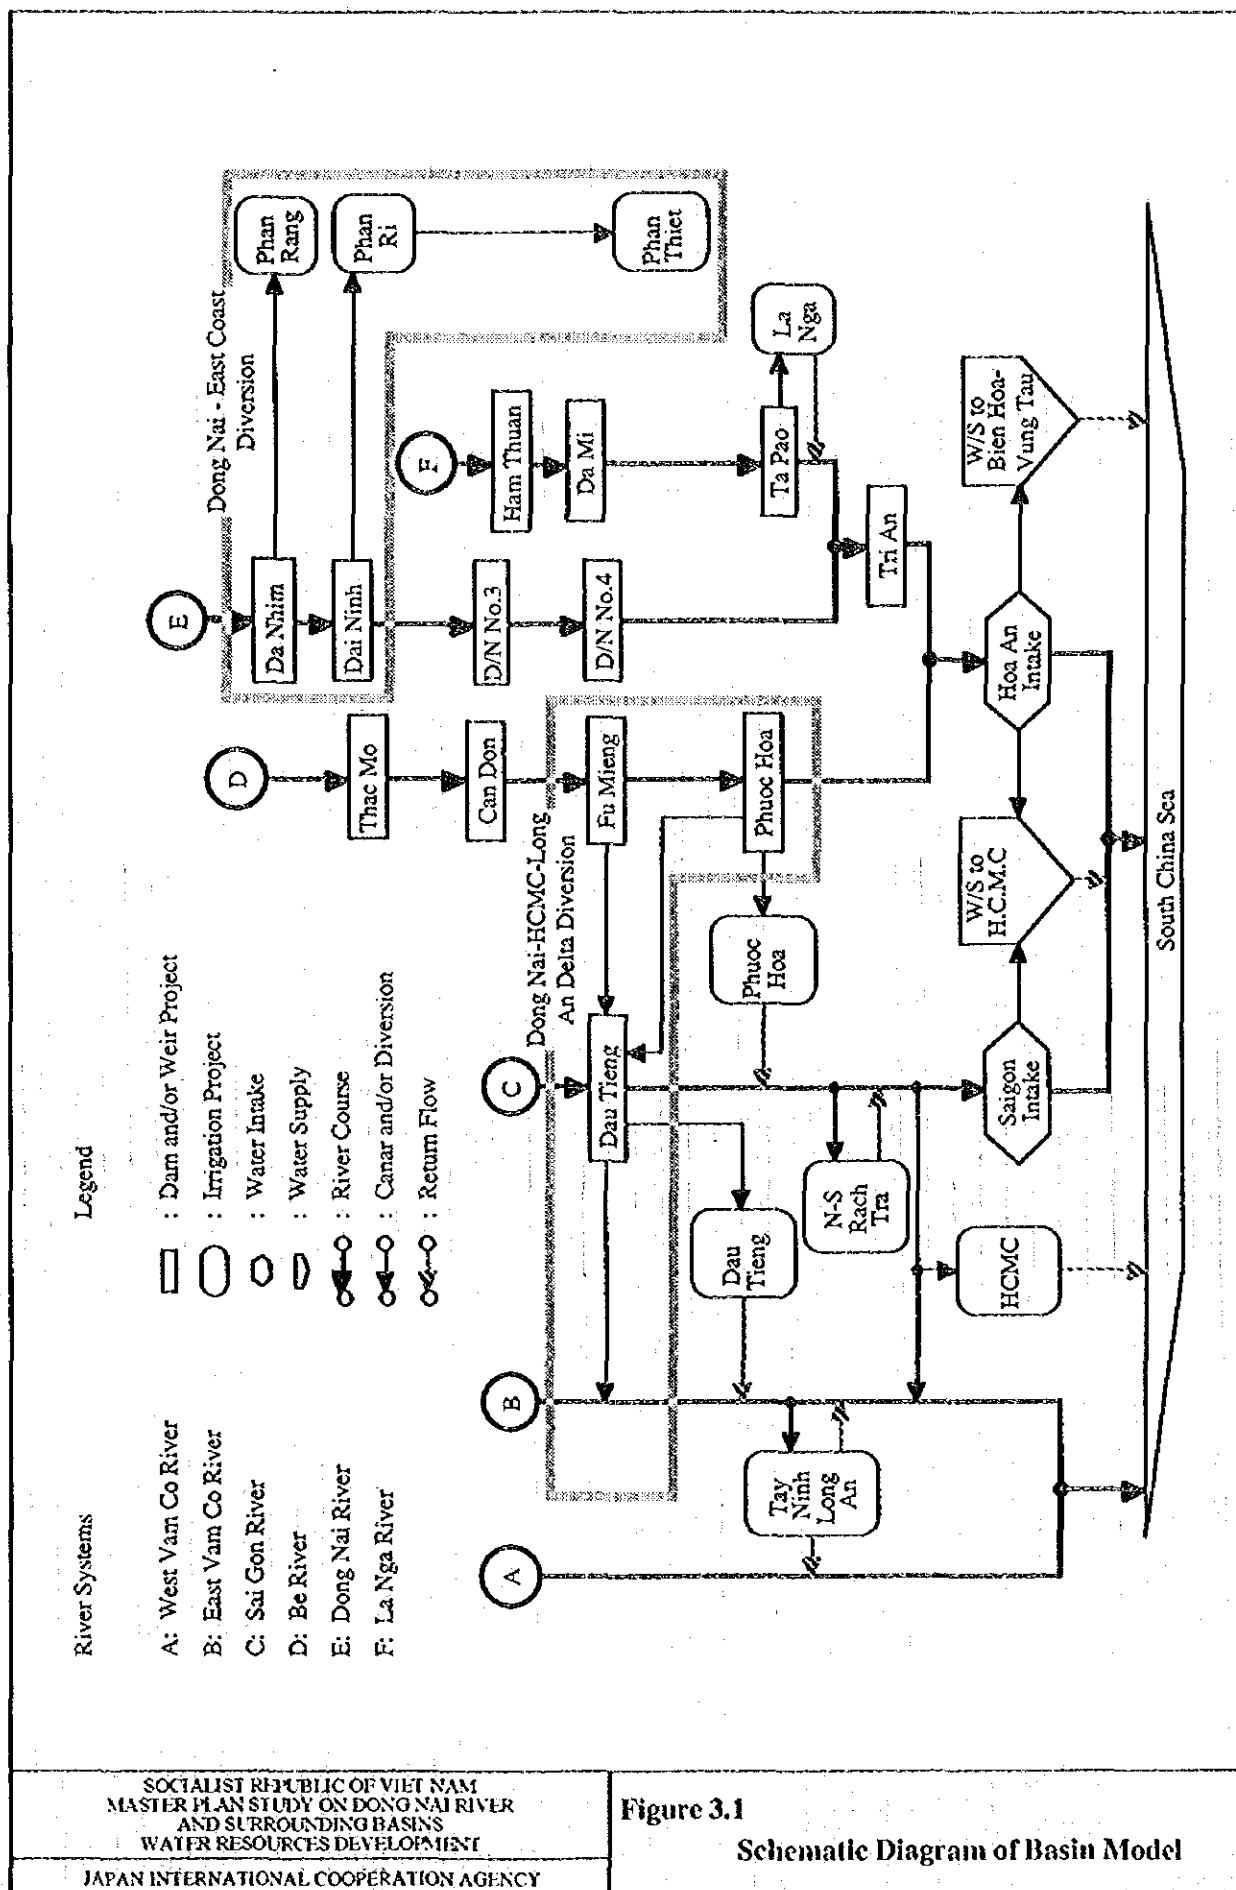 River Systems
A: West Vam Co River
B: East Vam Co River
C: Sai Gon River
D: Be River
E: Dong Nai River
F: La Nga River
Legend
: Dam and/or Weir Project
: Irrigation Project
: Water Intake
: Water Supply
: River Course
: Canar and/or Diversion
: Return Flow
A
B
C
D
E
F
Dong Nai - East Coast
Diversion
Da Nhim
Phan
Rang
Dai Ninh
Phan
Ri
Phan
Thiet
Thac Mo
Can Don
D/N No.3
D/N No.4
Ham Thuan
Da Mi
Ta Pao
La
Nga
Tri An
Dong Nai-HCMC-Long
An Delta Diversion
Dau Tieng
Fu Mieng
Phuoc Hoa
Phuoc
Hoa
Dau
Tieng
Tay
Ninh
Long
An
N-S
Rach
Tra
HCMC
Saigon
Intake
W/S to
H.C.M.C
Hoa An
Intake
W/S to
Bien Hoa-
Vung Tau
South China Sea
SOCIALIST REPUBLIC OF VIET NAM
MASTER PLAN STUDY ON DONG NAI RIVER
AND SURROUNDING BASINS
WATER RESOURCES DEVELOPMENT
JAPAN INTERNATIONAL COOPERATION AGENCY
Figure 3.1
Schematic Diagram of Basin Model